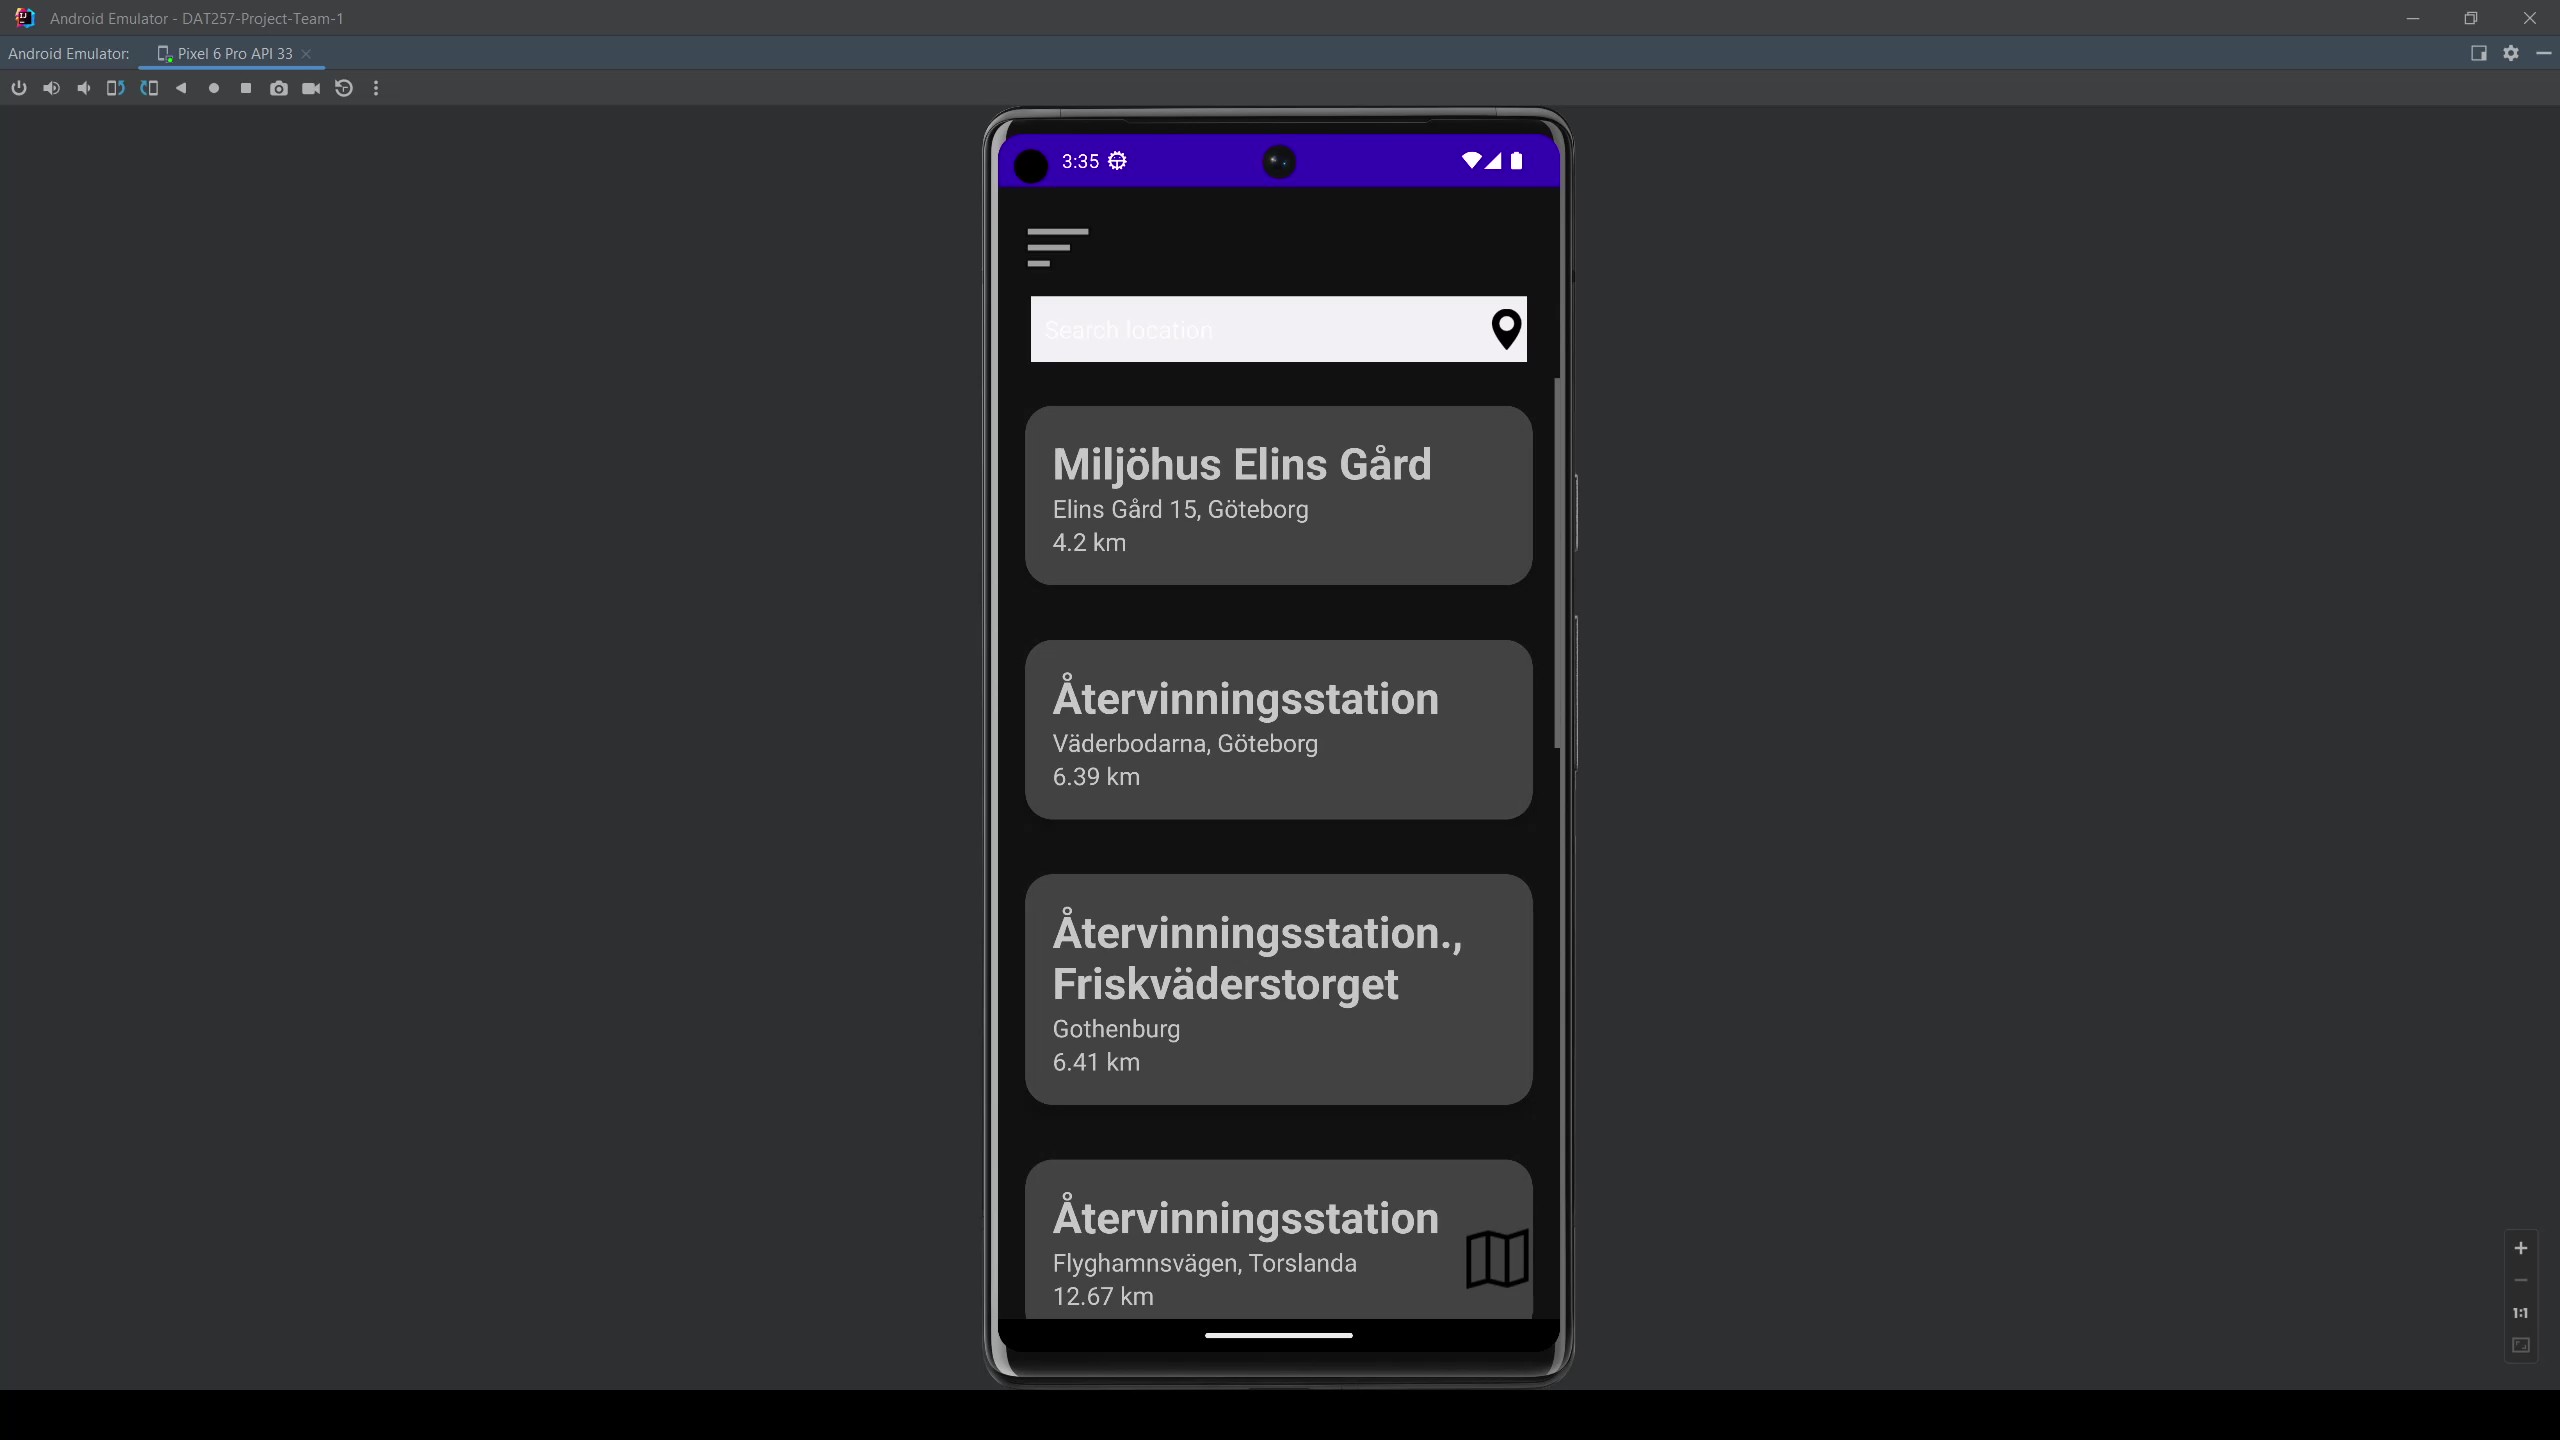 Android Emulator - DAT257-Project-Team-1
Android Emulator: Pixel 6 Pro API 33
3:35
Search location
Miljöhus Elins Gård
Elins Gård 15, Göteborg
4.2 km
Återvinningsstation
Väderbodarna, Göteborg
6.39 km
Återvinningsstation.,
Friskväderstorget
Gothenburg
6.41 km
Återvinningsstation
Flyghamnsvägen, Torslanda
12.67 km
1:1